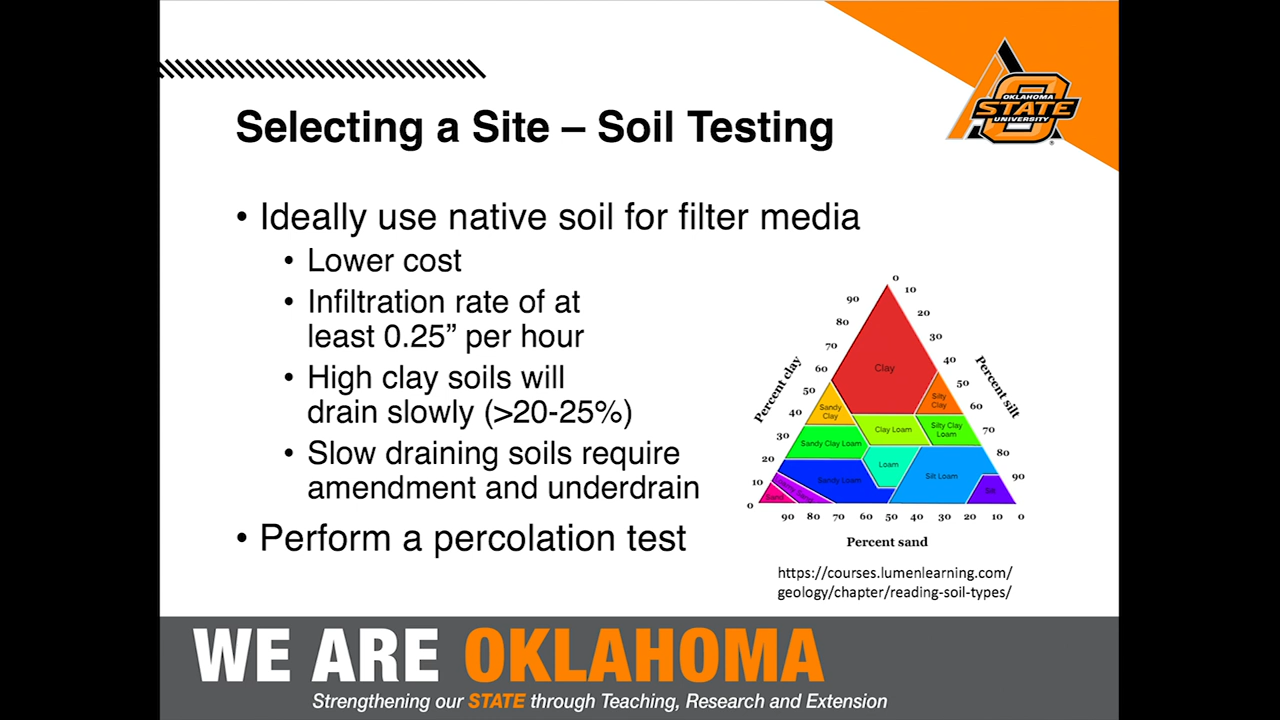 OKLAHOMA
STATE
UNIVERSITY
Selecting a Site – Soil Testing
• Ideally use native soil for filter media
• Lower cost
• Infiltration rate of at
least 0.25” per hour
• High clay soils will
drain slowly (>20-25%)
• Slow draining soils require
amendment and underdrain
• Perform a percolation test
Percent clay
0
10
20
30
40
50
60
70
80
90
Percent silt
0
10
20
30
40
50
60
70
80
90
Clay
Silty
Clay
Sandy
Clay
Clay Loam
Silty Clay
Loam
Sandy Clay Loam
Loam
Sandy Loam
Silt Loam
Silt
Loamy Sand
Sand
90 80 70 60 50 40 30 20 10 0
Percent sand
https://courses.lumenlearning.com/
geology/chapter/reading-soil-types/
WE ARE OKLAHOMA
Strengthening our STATE through Teaching, Research and Extension